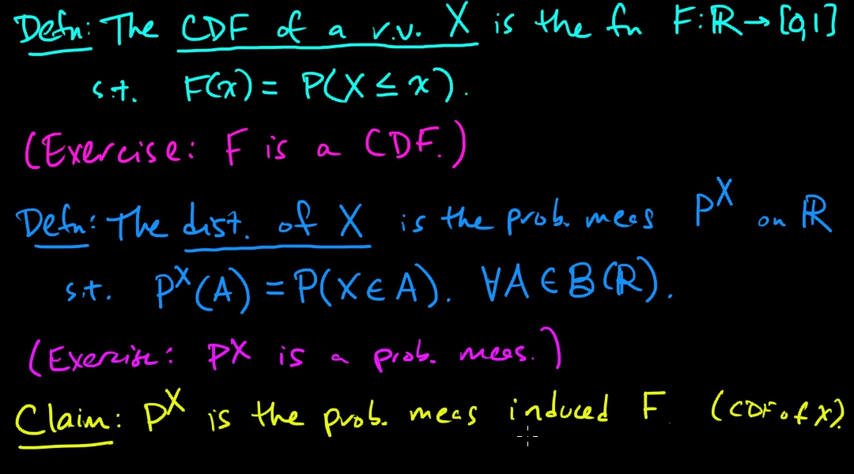 Defn: The CDF of a r.v. X is the fn F: ℝ → [0,1]
s.t. F(x) = P(X ≤ x).
(Exercise: F is a CDF.)
Defn: The dist. of X is the prob. meas P^X on ℝ
s.t. P^X(A) = P(X ∈ A). ∀A ∈ B(ℝ).
(Exercise: P^X is a prob. meas.)
Claim: P^X is the prob. meas induced F. (CDF of X).